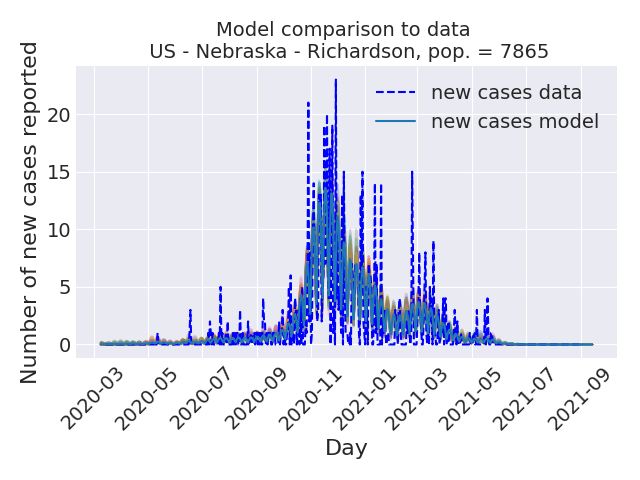 Model comparison to data
US - Nebraska - Richardson, pop. = 7865
Number of new cases reported
20
15
10
5
0
new cases data
new cases model
2020-03
2020-05
2020-07
2020-09
2020-11
2021-01
2021-03
2021-05
2021-07
2021-09
Day